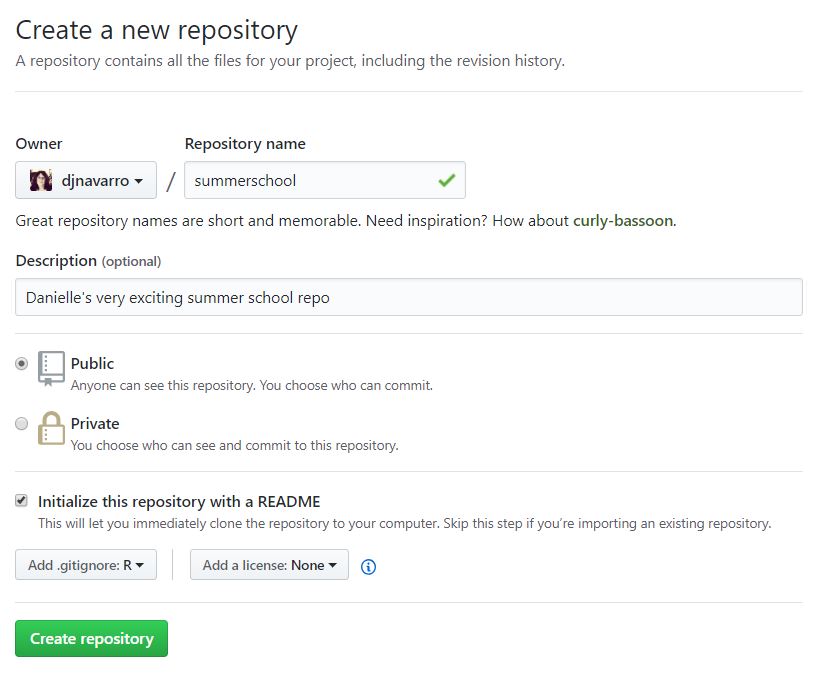 Create a new repository
A repository contains all the files for your project, including the revision history.
Owner
Repository name
djnavarro / summerschool
Great repository names are short and memorable. Need inspiration? How about curly-bassoon.
Description (optional)
Danielle's very exciting summer school repo
Public
Anyone can see this repository. You choose who can commit.
Private
You choose who can see and commit to this repository.
Initialize this repository with a README
This will let you immediately clone the repository to your computer. Skip this step if you’re importing an existing repository.
Add .gitignore: R
Add a license: None
Create repository